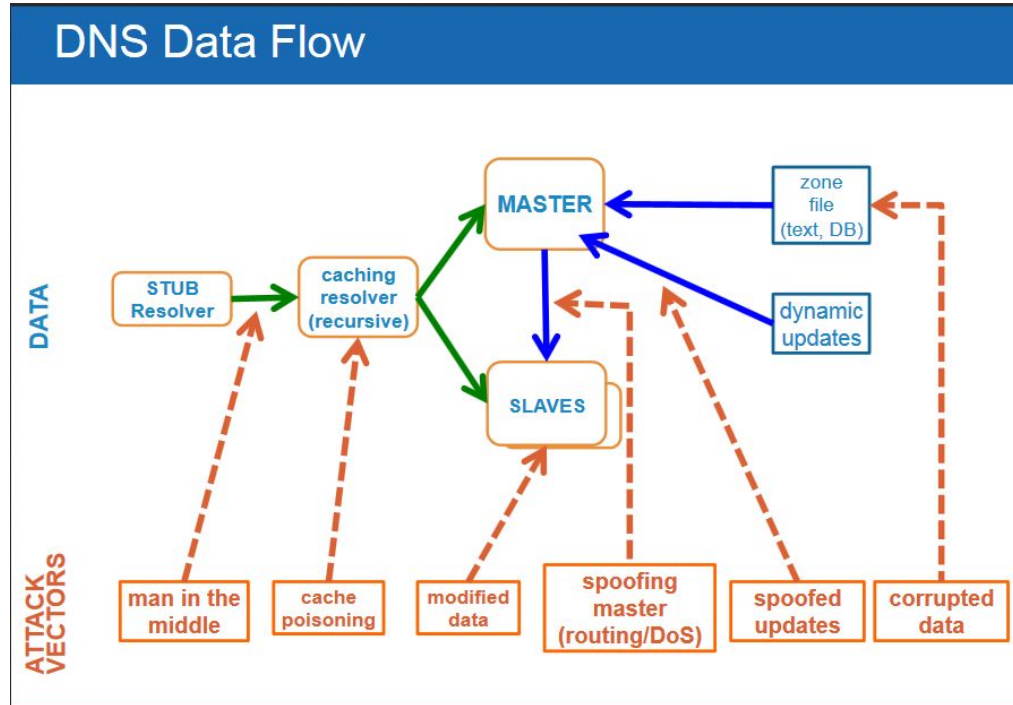 DNS Data Flow
MASTER
zone
file
(text, DB)
STUB
Resolver
caching
resolver
(recursive)
dynamic
updates
SLAVES
DATA
ATTACK
VECTORS
man in the
middle
cache
poisoning
modified
data
spoofing
master
(routing/DoS)
spoofed
updates
corrupted
data